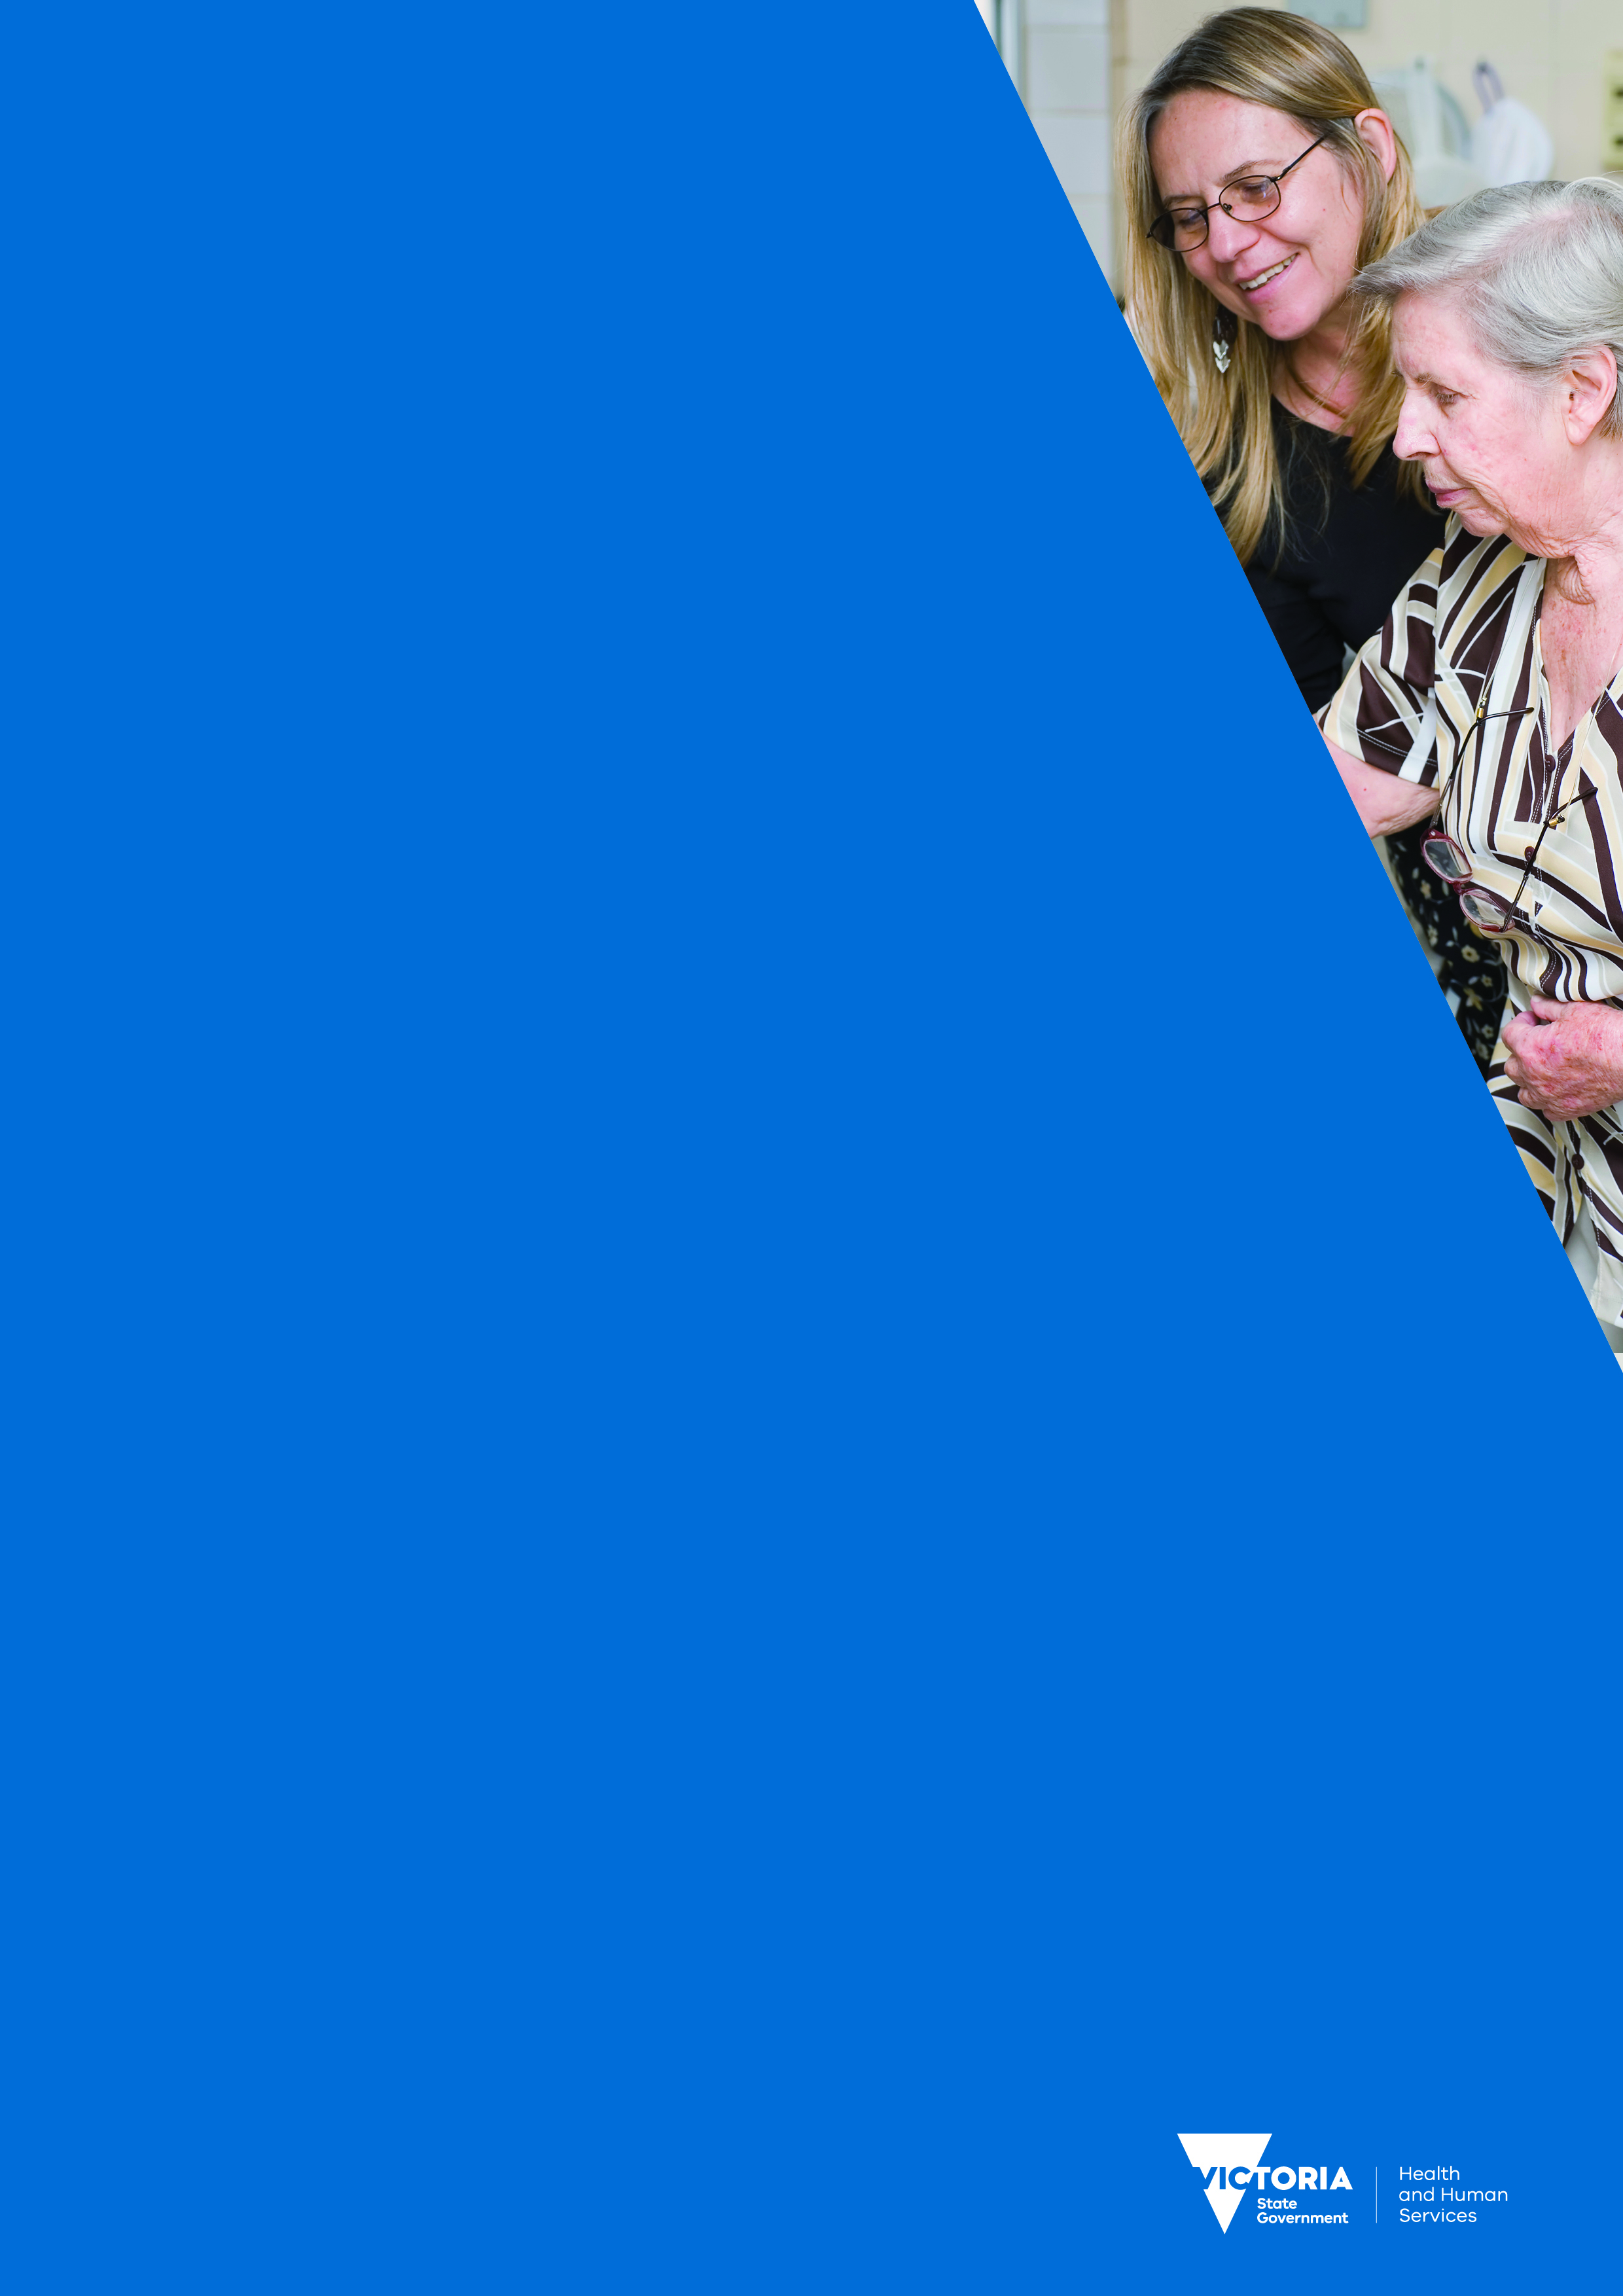 VICTORIA
State
Government
Health
and Human
Services